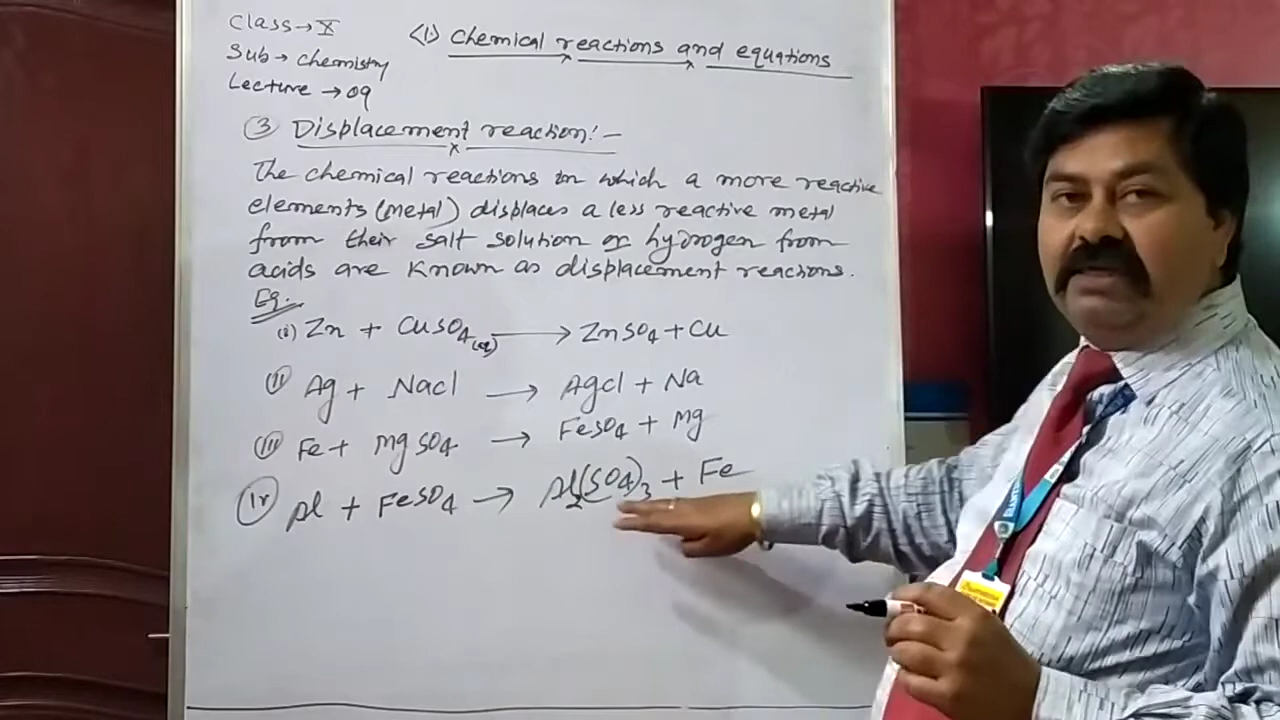 Class→X
Sub→ chemistry
Lecture → 09
<1.> Chemical reactions and equations
(3) Displacement reaction:-
The chemical reactions in which a more reactive
elements (metal) displaces a less reactive metal
from their salt solution or hydrogen from
acids are known as displacement reactions.
Eg.
(i) Zn + CuSO4(aq) → ZnSO4 + Cu
(ii) Ag + Nacl → Agcl + Na
(iii) Fe + MgSO4 → FeSO4 + Mg
(iv) Al + FeSO4 → Al2(SO4)3 + Fe